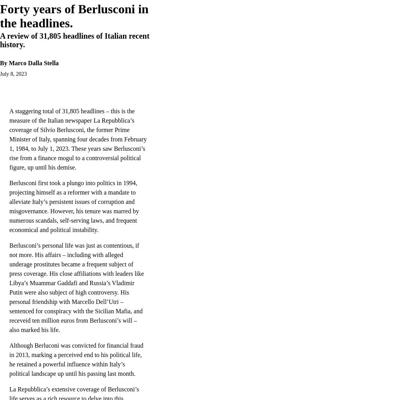 Forty years of Berlusconi in
the headlines.
A review of 31,805 headlines of Italian recent
history.
By Marco Dalla Stella
July 8, 2023
A staggering total of 31,805 headlines – this is the
measure of the Italian newspaper La Repubblica's
coverage of Silvio Berlusconi, the former Prime
Minister of Italy, spanning four decades from February
1, 1984, to July 1, 2023. These years saw Berlusconi's
rise from a finance mogul to a controversial political
figure, up until his demise.
Berlusconi first took a plungo into politics in 1994,
projecting himself as a reformer with a mandate to
alleviate Italy's persistent issues of corruption and
misgovernance. However, his tenure was marred by
numerous scandals, self-serving laws, and frequent
economic and political instability.
Berlusconi's personal life was just as contentious, if
not more. His affairs – including with alleged
underage prostitutes became a frequent subject of
press coverage. His close affiliations with leaders like
Libya's Muammar Gaddafi and Russia's Vladimir
Putin were also subject of high controversy. His
personal friendship with Marcello Dell'Utri –
sentenced for conspiracy with the Sicilian Mafia, and
receveid ten million euros from Berlusconi's will –
also marked his life.
Although Berluconi was convicted for financial fraud
in 2013, marking a perceived end to his political life,
he retained a powerful influence within Italy's
political landscape up until his passing last month.
La Repubblica's extensive coverage of Berlusconi's
life serves as a rich resource to delve into this